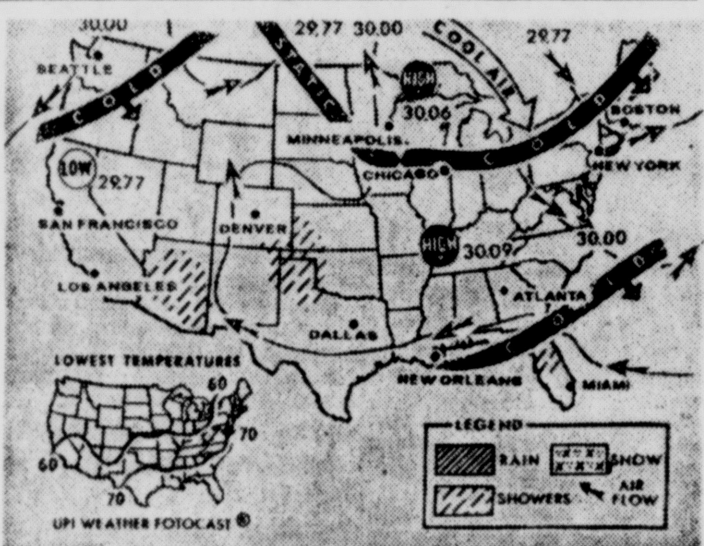 30.00
29.77
30.00
29.77
COOL AIR
SEATTLE
COLD
STATIC
HIGH
30.06
COLD
BOSTON
MINNEAPOLIS.
CHICAGO
NEW YORK
LOW
29.77
SAN FRANCISCO
DENVER
HIGH
30.09
30.00
LOS ANGELES
ATLANTA
COLD
DALLAS
NEW ORLEANS
MIAMI
LOWEST TEMPERATURES
60
70
60
70
UPI WEATHER FOTOCAST ®
LEGEND
RAIN
SNOW
SHOWERS
AIR
FLOW